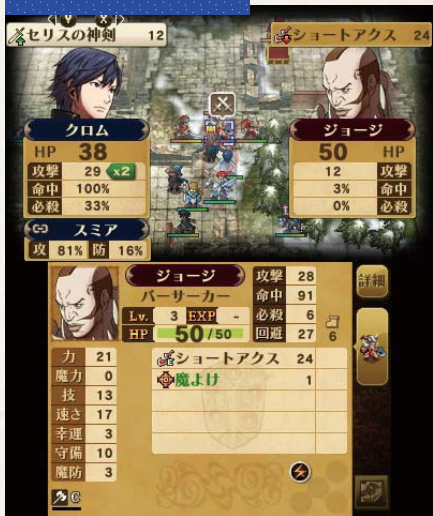 Y X
セリスの神剣 12
ショートアクス 24
クロム
HP 38
攻撃 29 x2
命中 100%
必殺 33%
スミア
攻 81% 防 16%
ジョージ
50 HP
12 攻撃
3% 命中
0% 必殺
ジョージ
バーサーカー
Lv. 3 EXP -
HP 50/50
攻撃 28
命中 91
必殺 6
回避 27
6
詳細
力 21
魔力 0
技 13
速さ 17
幸運 3
守備 10
魔防 3
C
ショートアクス 24
魔よけ 1